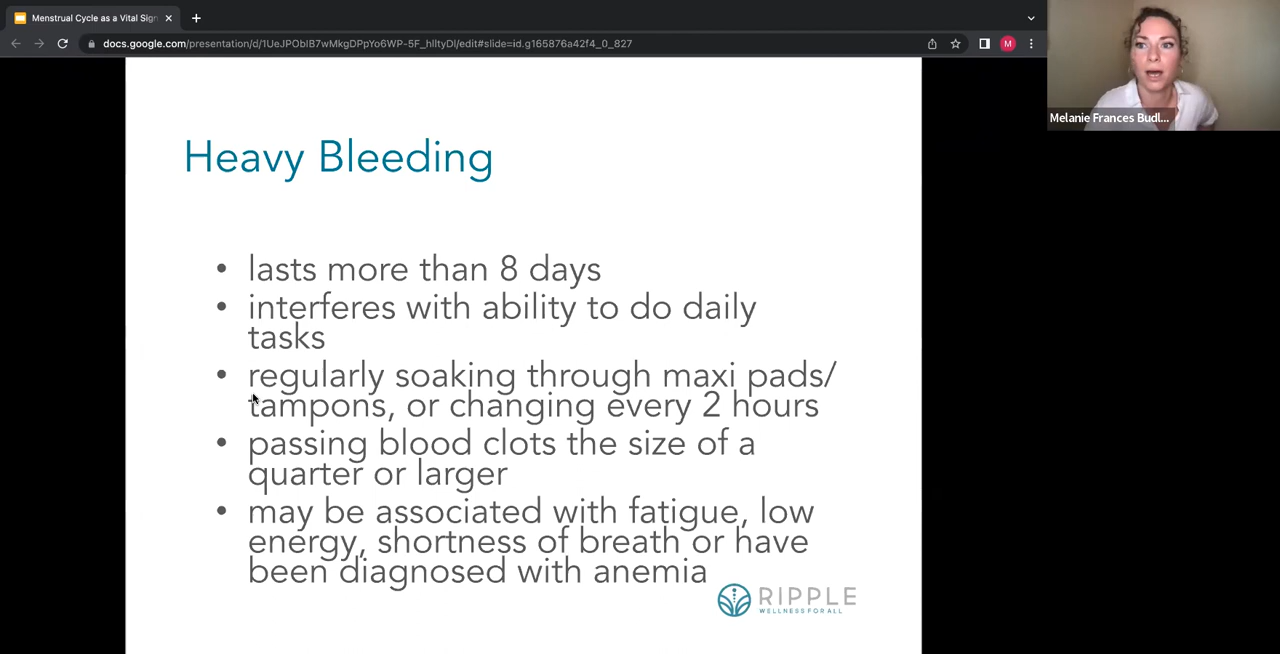 Menstrual Cycle as a Vital Sign
docs.google.com/presentation/d/1UeJPOblB7wMkgDPpYo6WP-5F_hlltyDl/edit#slide=id.g165876a42f4_0_827
M
Melanie Frances Budl...
Heavy Bleeding
• lasts more than 8 days
• interferes with ability to do daily
tasks
• regularly soaking through maxi pads/
tampons, or changing every 2 hours
• passing blood clots the size of a
quarter or larger
• may be associated with fatigue, low
energy, shortness of breath or have
been diagnosed with anemia
RIPPLE
WELLNESS FOR ALL